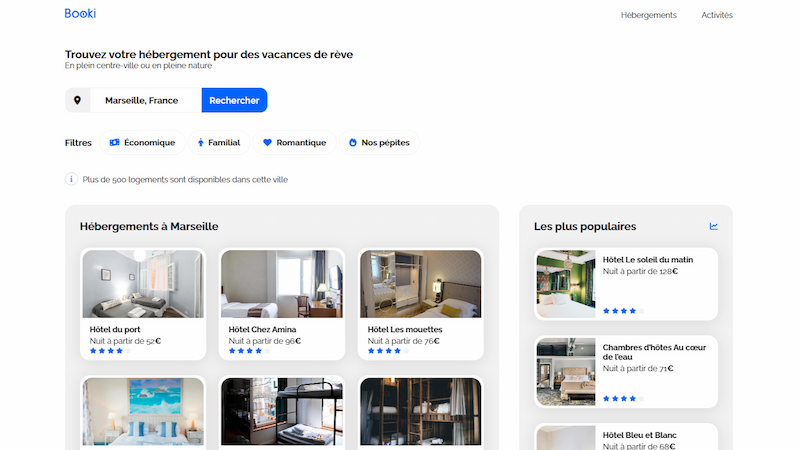 Booki
Hébergements
Activités
Trouvez votre hébergement pour des vacances de rêve
En plein centre-ville ou en pleine nature
Marseille, France
Rechercher
Filtres
Économique
Familial
Romantique
Nos pépites
Plus de 500 logements sont disponibles dans cette ville
Hébergements à Marseille
Hôtel du port
Nuit à partir de 52€
Hôtel Chez Amina
Nuit à partir de 96€
Hôtel Les mouettes
Nuit à partir de 76€
Les plus populaires
Hôtel Le soleil du matin
Nuit à partir de 128€
Chambres d'hôtes Au cœur
de l'eau
Nuit à partir de 71€
Hôtel Bleu et Blanc
Nuit à partir de 68€